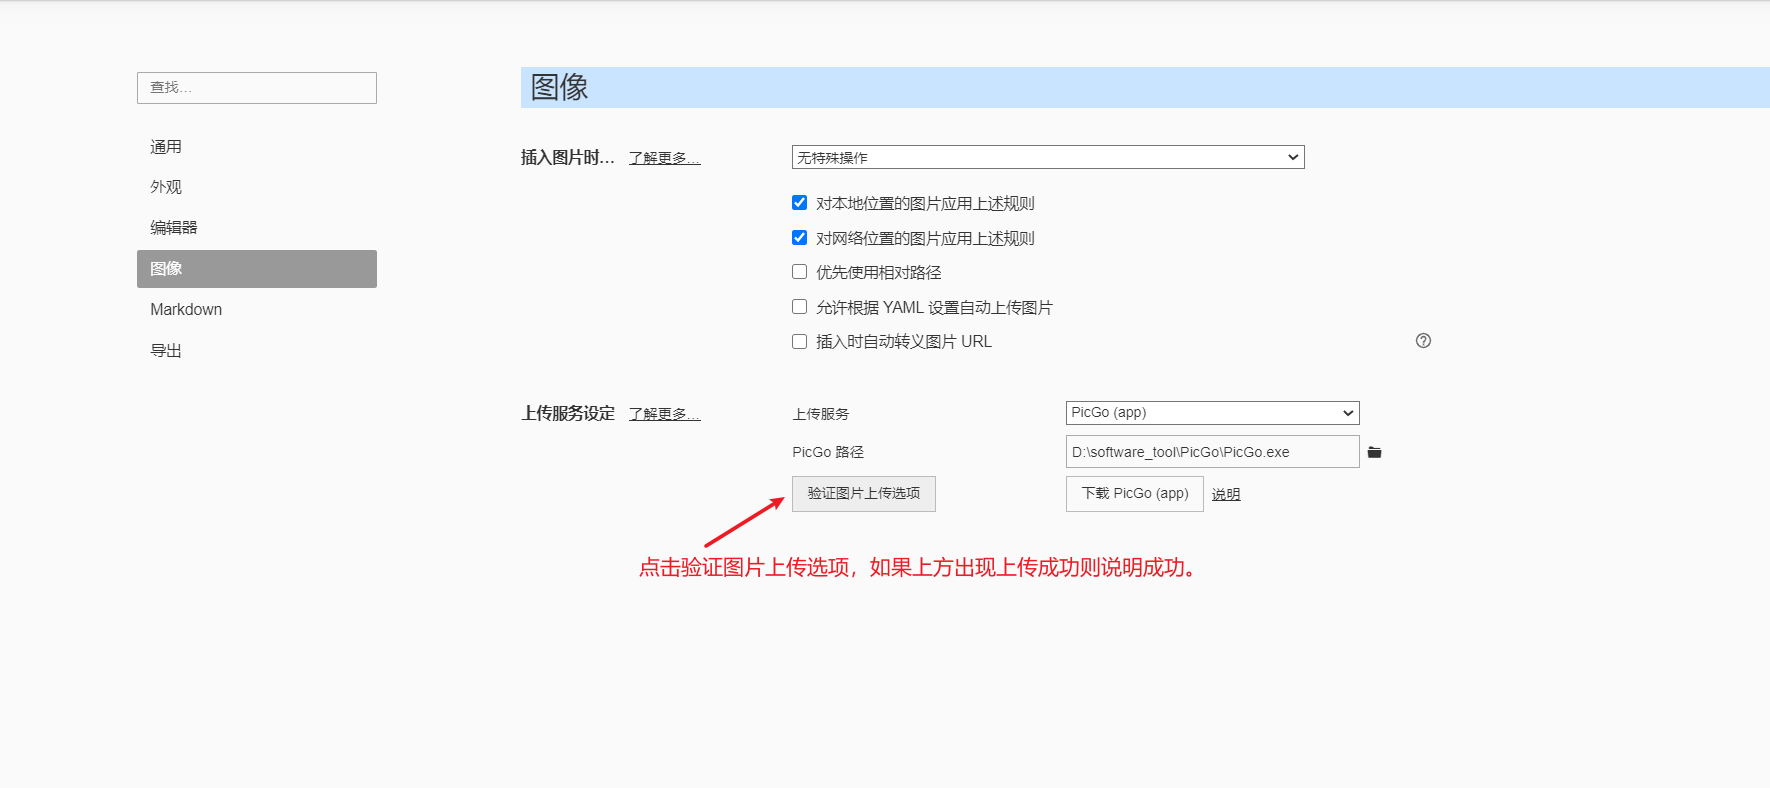 查找...
通用
外观
编辑器
图像
Markdown
导出
图像
插入图片时... 了解更多... 无特殊操作
对本地位置的图片应用上述规则
对网络位置的图片应用上述规则
优先使用相对路径
允许根据 YAML 设置自动上传图片
插入时自动转义图片 URL
上传服务设定 了解更多... 上传服务 PicGo (app)
PicGo 路径 D:\software_tool\PicGo\PicGo.exe
验证图片上传选项 下载 PicGo (app) 说明
点击验证图片上传选项，如果上方出现上传成功则说明成功。